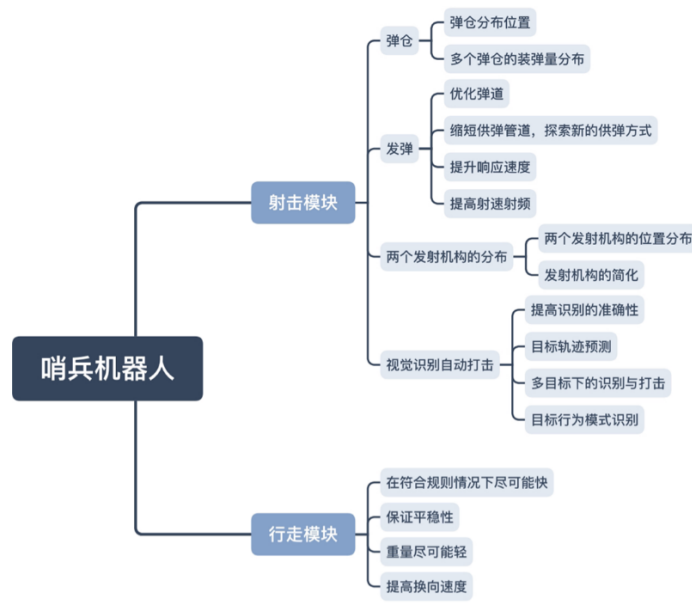 哨兵机器人
射击模块
弹仓
弹仓分布位置
多个弹仓的装弹量分布
发弹
优化弹道
缩短供弹管道，探索新的供弹方式
提升响应速度
提高射速射频
两个发射机构的分布
两个发射机构的位置分布
发射机构的简化
视觉识别自动打击
提高识别的准确性
目标轨迹预测
多目标下的识别与打击
目标行为模式识别
行走模块
在符合规则情况下尽可能快
保证平稳性
重量尽可能轻
提高换向速度